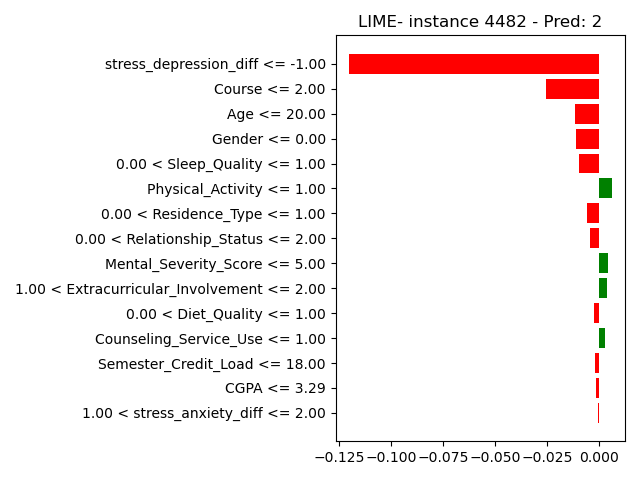 LIME- instance 4482 - Pred: 2
stress_depression_diff <= -1.00
Course <= 2.00
Age <= 20.00
Gender <= 0.00
0.00 < Sleep_Quality <= 1.00
Physical_Activity <= 1.00
0.00 < Residence_Type <= 1.00
0.00 < Relationship_Status <= 2.00
Mental_Severity_Score <= 5.00
1.00 < Extracurricular_Involvement <= 2.00
0.00 < Diet_Quality <= 1.00
Counseling_Service_Use <= 1.00
Semester_Credit_Load <= 18.00
CGPA <= 3.29
1.00 < stress_anxiety_diff <= 2.00
−0.125 −0.100 −0.075 −0.050 −0.025 0.000